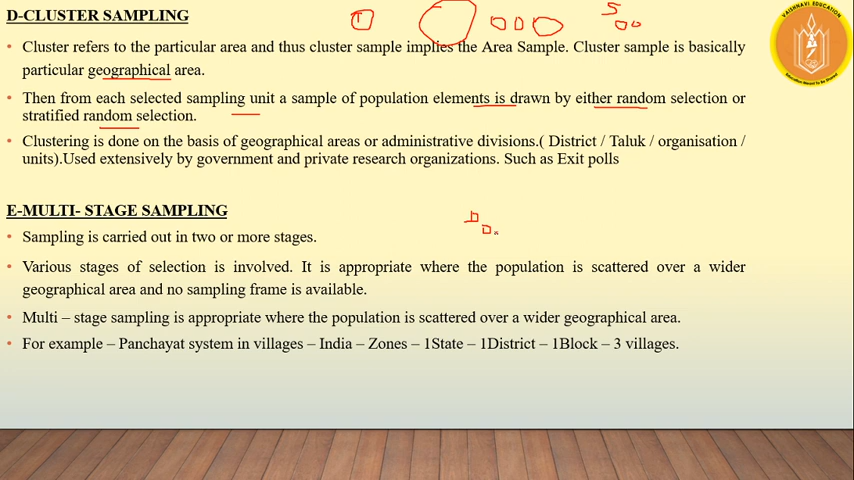 D-CLUSTER SAMPLING
• Cluster refers to the particular area and thus cluster sample implies the Area Sample. Cluster sample is basically
particular geographical area.
• Then from each selected sampling unit a sample of population elements is drawn by either random selection or
stratified random selection.
• Clustering is done on the basis of geographical areas or administrative divisions.( District / Taluk / organisation /
units).Used extensively by government and private research organizations. Such as Exit polls
E-MULTI- STAGE SAMPLING
• Sampling is carried out in two or more stages.
• Various stages of selection is involved. It is appropriate where the population is scattered over a wider
geographical area and no sampling frame is available.
• Multi – stage sampling is appropriate where the population is scattered over a wider geographical area.
• For example – Panchayat system in villages – India – Zones – 1State – 1District – 1Block – 3 villages.
VAISHNAVI EDUCATION